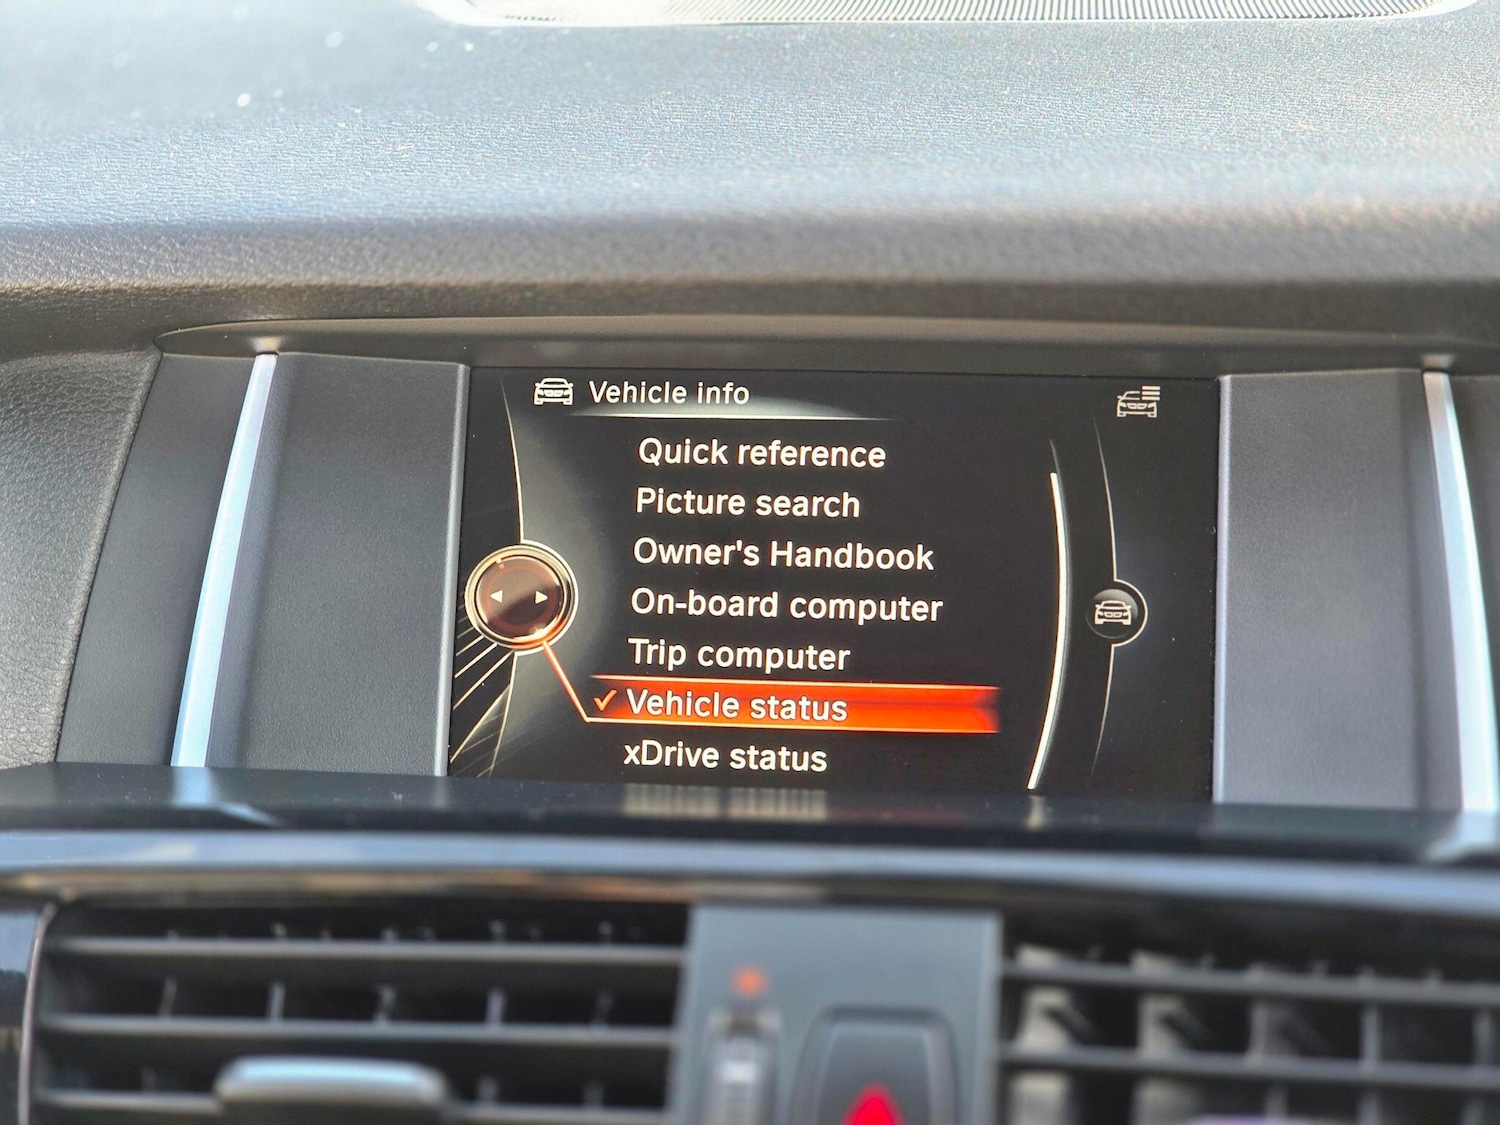 Vehicle info
Quick reference
Picture search
Owner's Handbook
On-board computer
Trip computer
Vehicle status
xDrive status